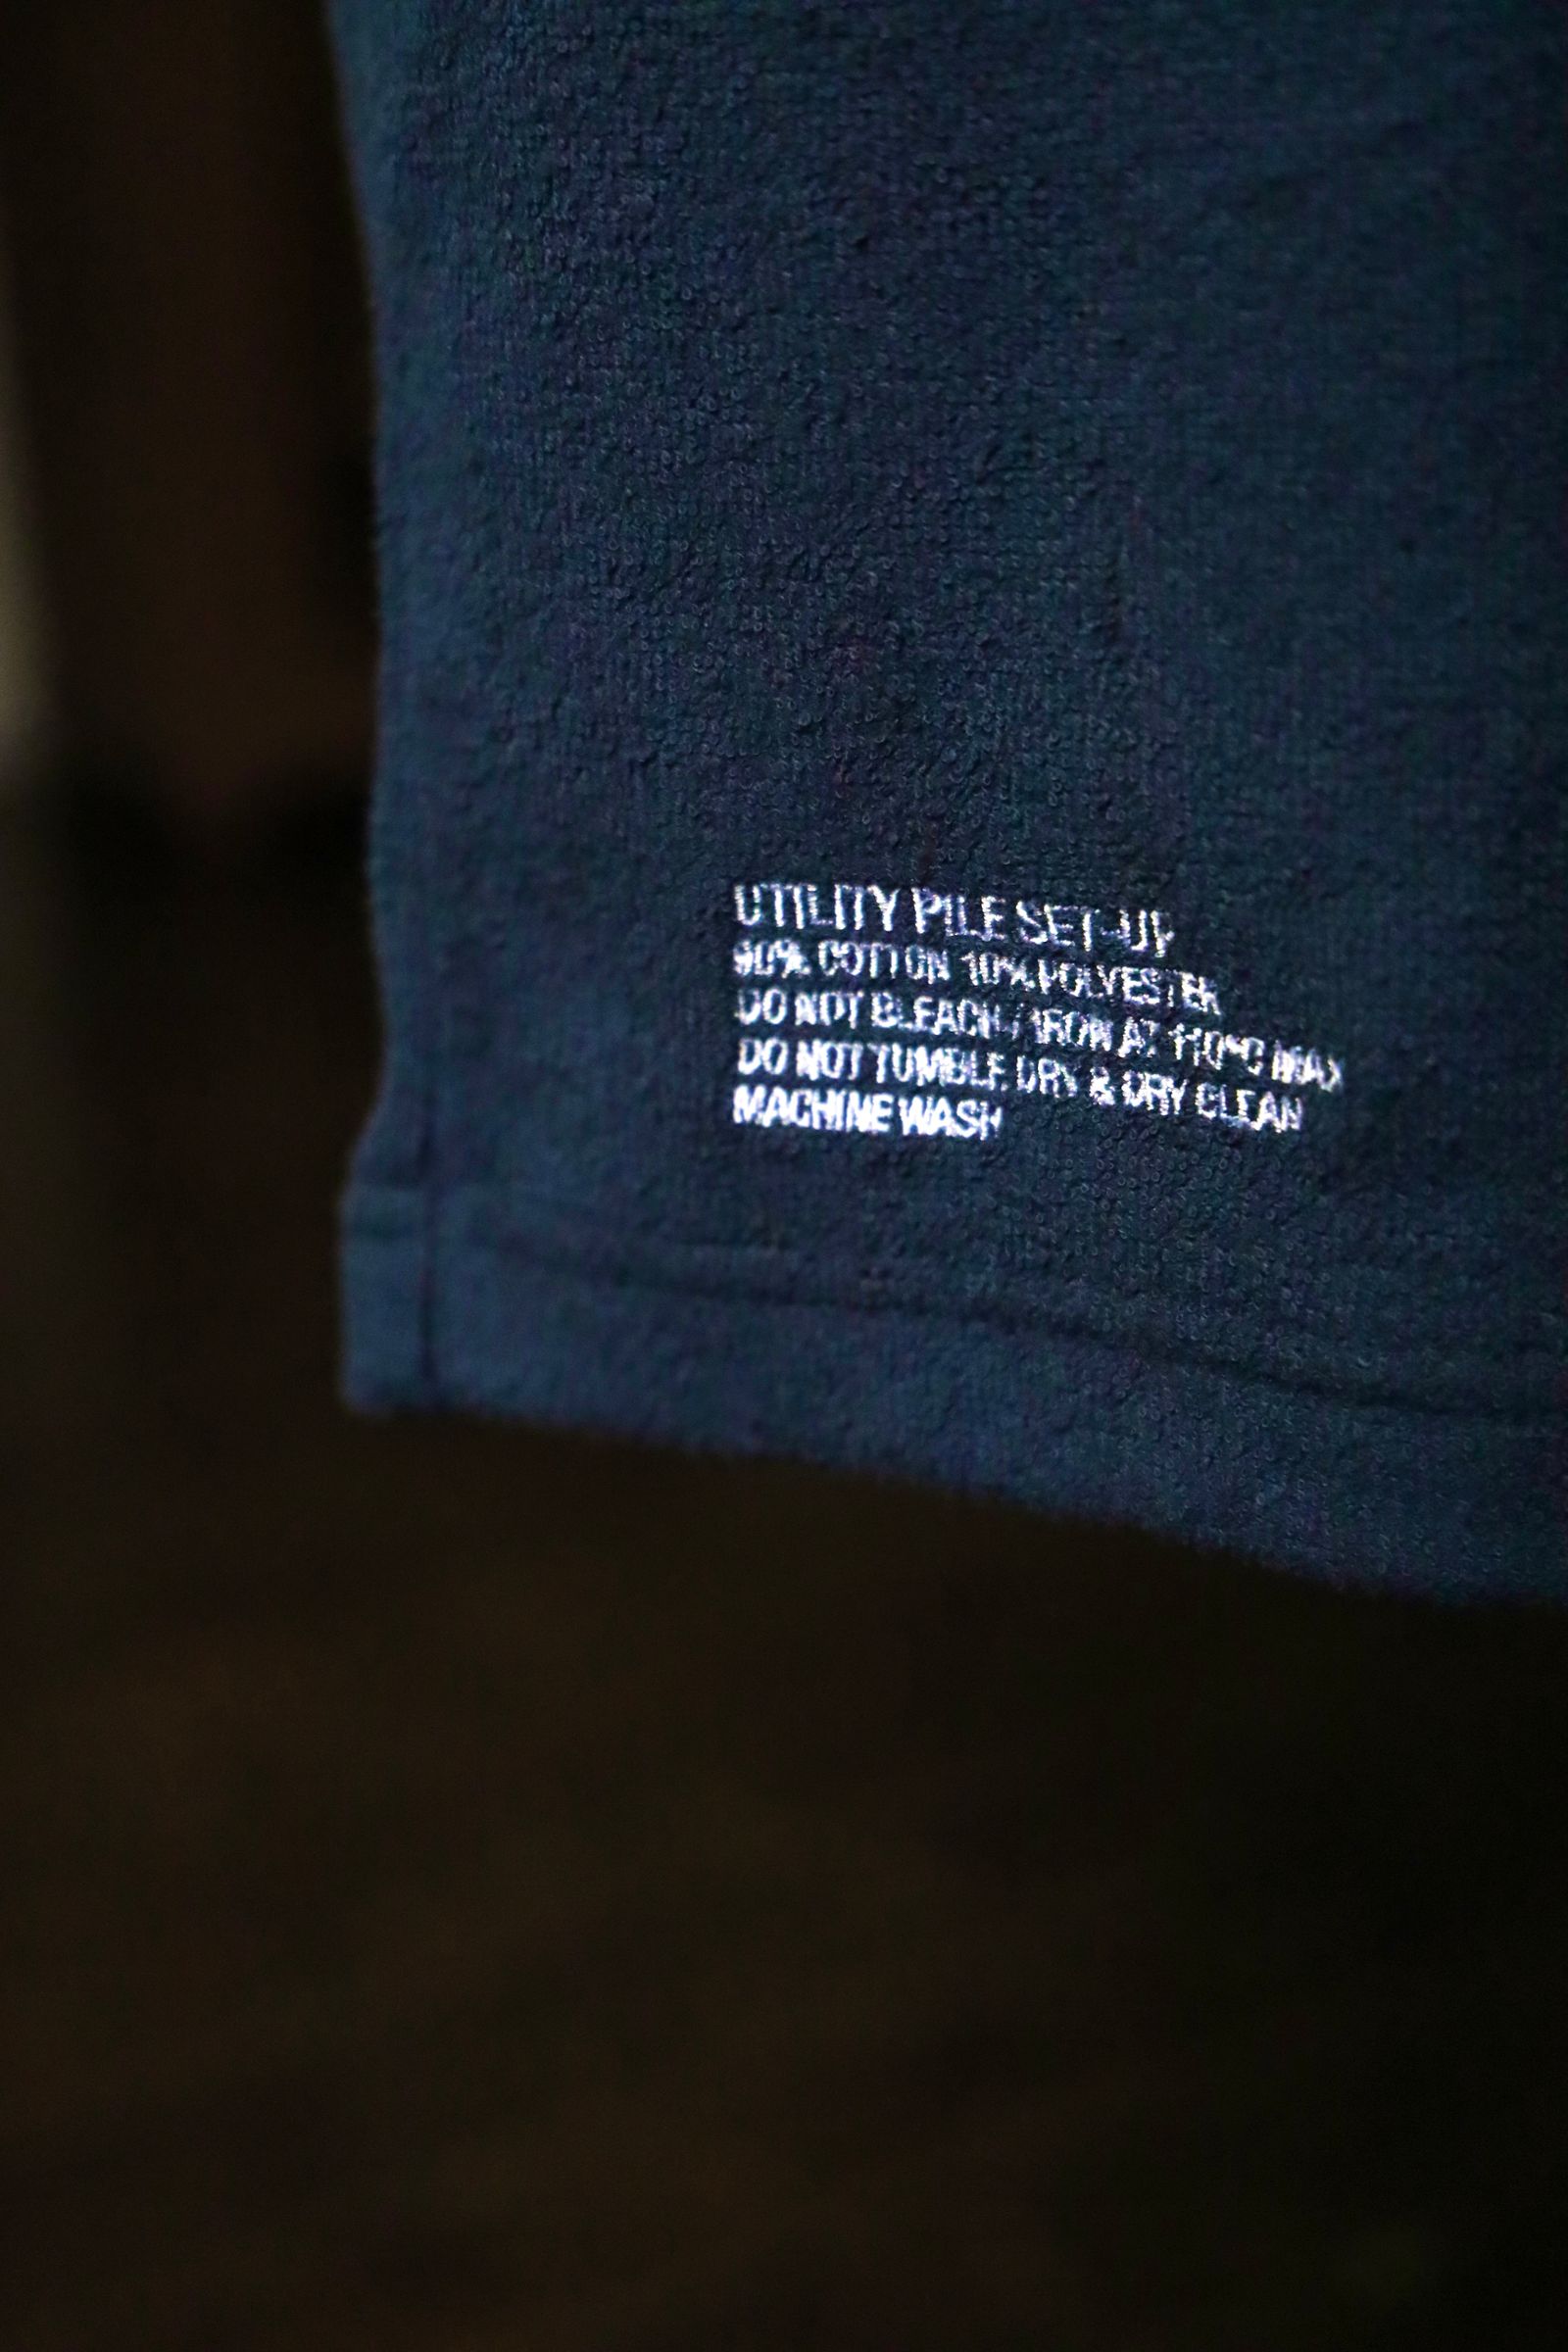 UTILITY PILE SET-UP
90% COTTON 10% POLYESTER
DO NOT BLEACH / IRON AT 110°C MAX
DO NOT TUMBLE DRY & DRY CLEAN
MACHINE WASH